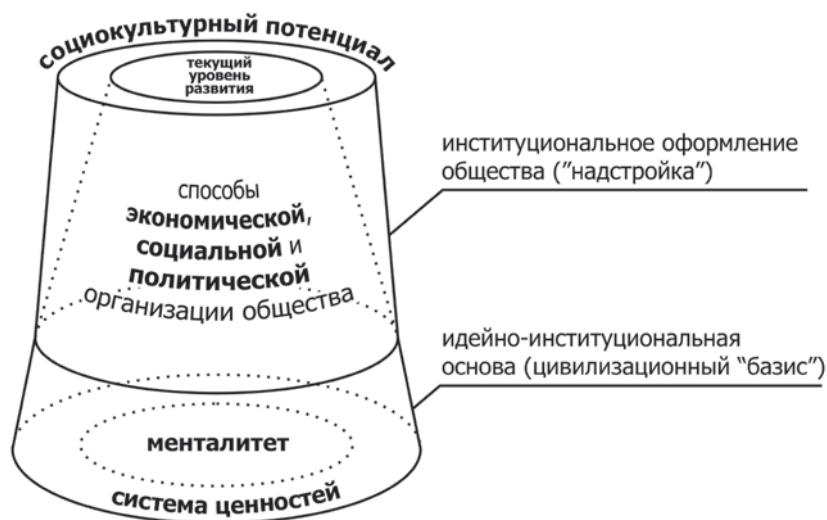 социокультурный потенциал
текущий
уровень
развития
институциональное оформление
общества ("надстройка")
способы
экономической,
социальной и
политической
организации общества
идейно-институциональная
основа (цивилизационный “базис”)
менталитет
система ценностей